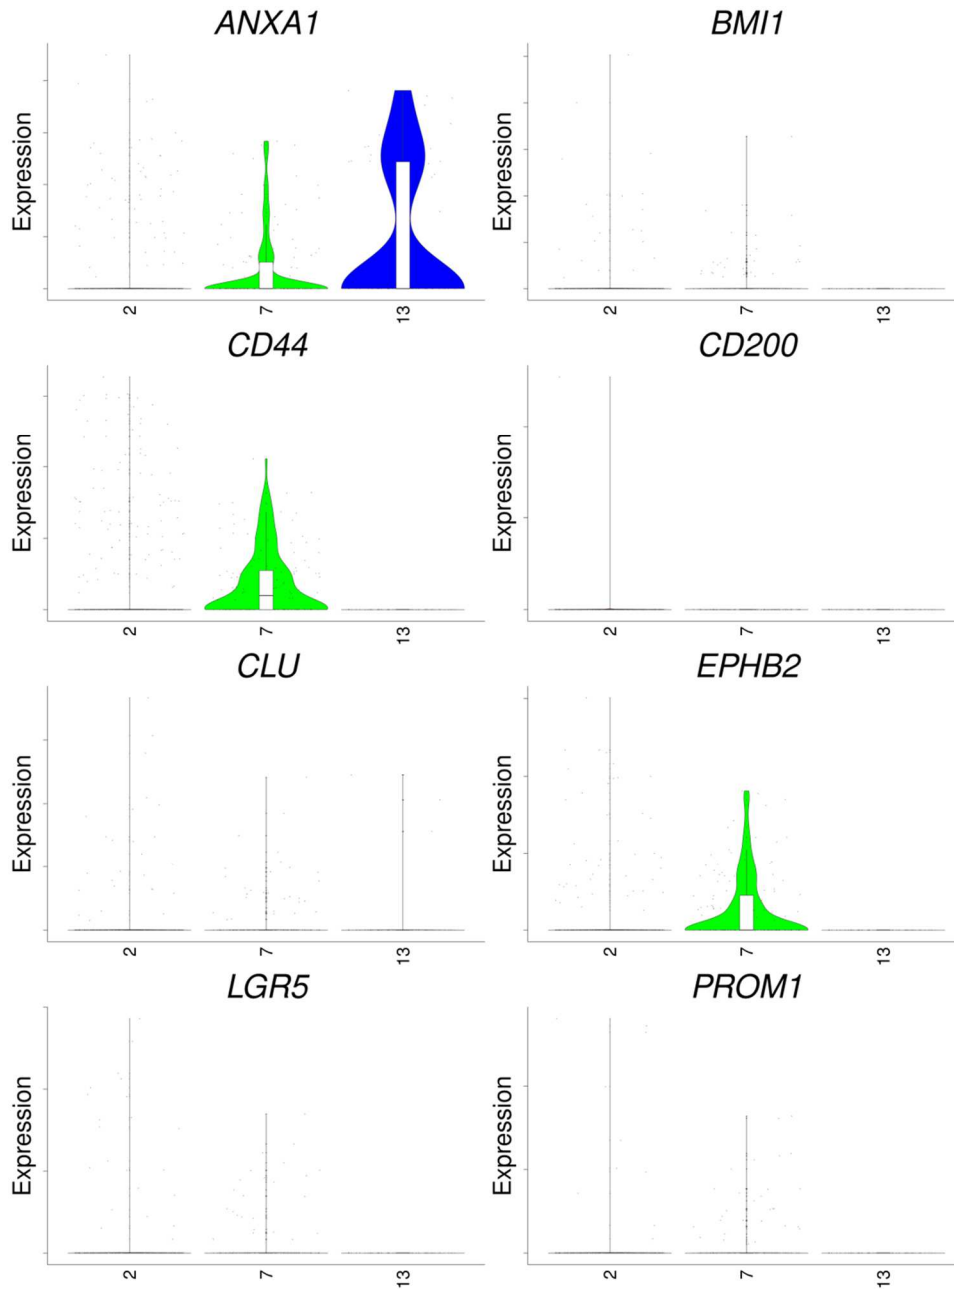 ANXA1
BMI1
Expression
2
7
13
Expression
2
7
13
CD44
CD200
Expression
2
7
13
Expression
2
7
13
CLU
EPHB2
Expression
2
7
13
Expression
2
7
13
LGR5
PROM1
Expression
2
7
13
Expression
2
7
13